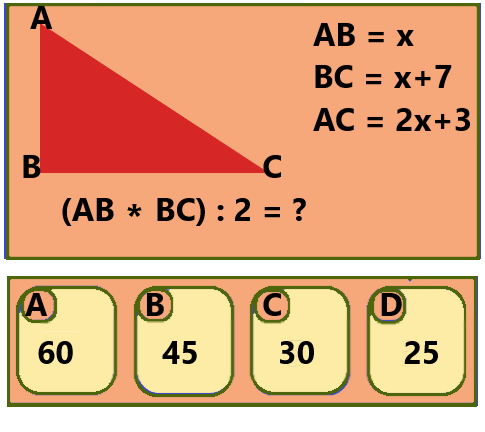 A
AB = x
BC = x+7
AC = 2x+3
B C
(AB * BC) : 2 = ?
A B C D
60 45 30 25